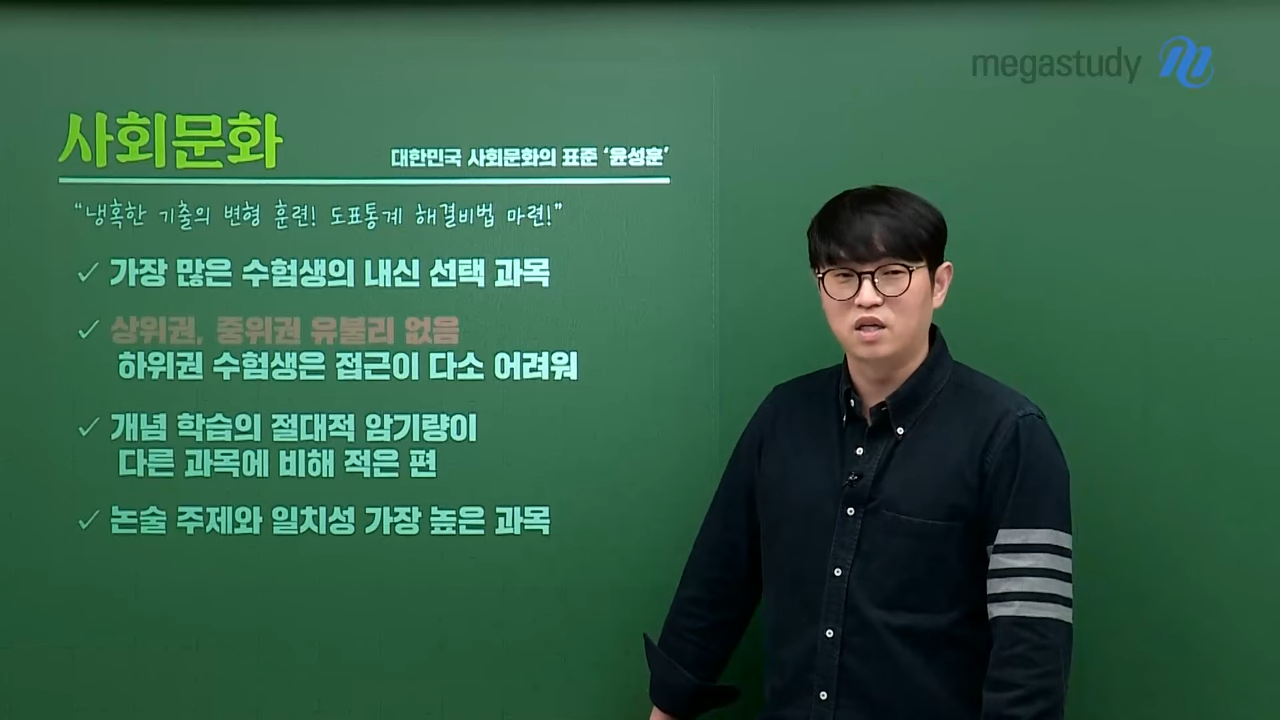 megastudy
사회문화
대한민국 사회문화의 표준 ‘윤성훈’
“냉혹한 기출의 변형 훈련! 도표통계 해결비법 마련!”
✓ 가장 많은 수험생의 내신 선택 과목
✓ 상위권, 중위권 유불리 없음
하위권 수험생은 접근이 다소 어려워
✓ 개념 학습의 절대적 암기량이
다른 과목에 비해 적은 편
✓ 논술 주제와 일치성 가장 높은 과목